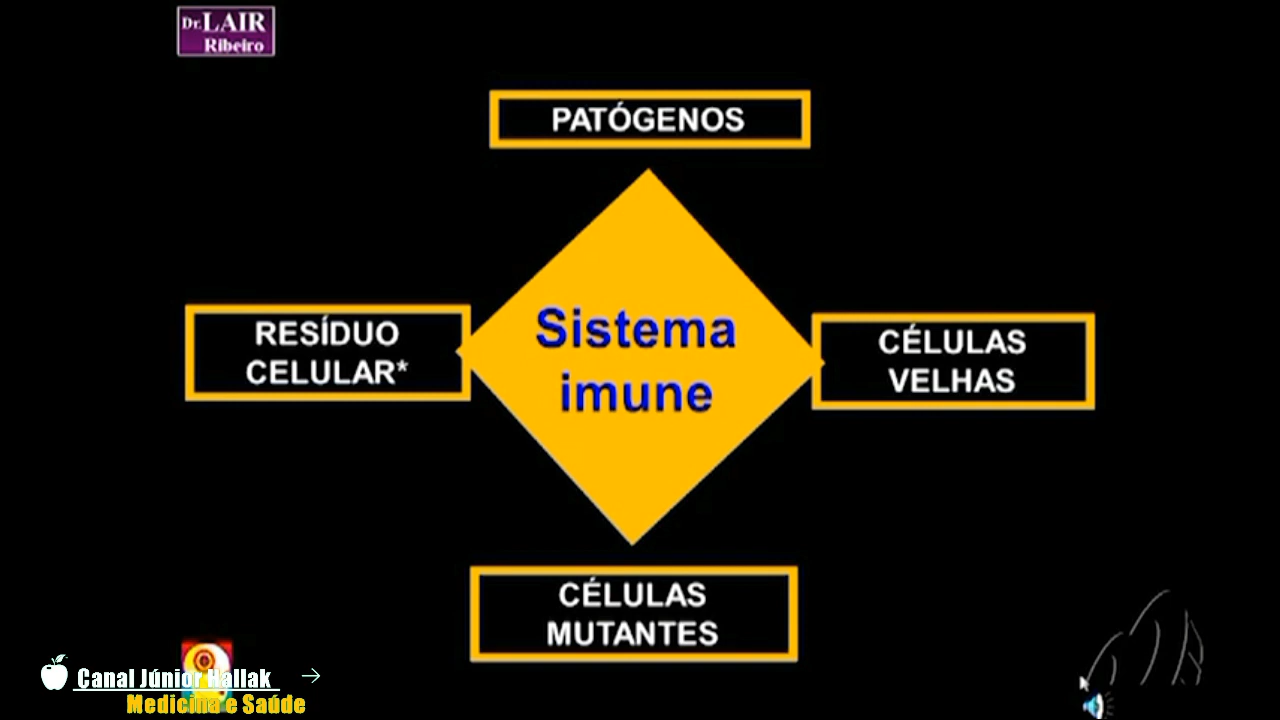 Dr. LAIR
Ribeiro
PATÓGENOS
RESÍDUO
CELULAR*
Sistema
imune
CÉLULAS
VELHAS
CÉLULAS
MUTANTES
Canal Júnior Hallak
Medicina e Saúde